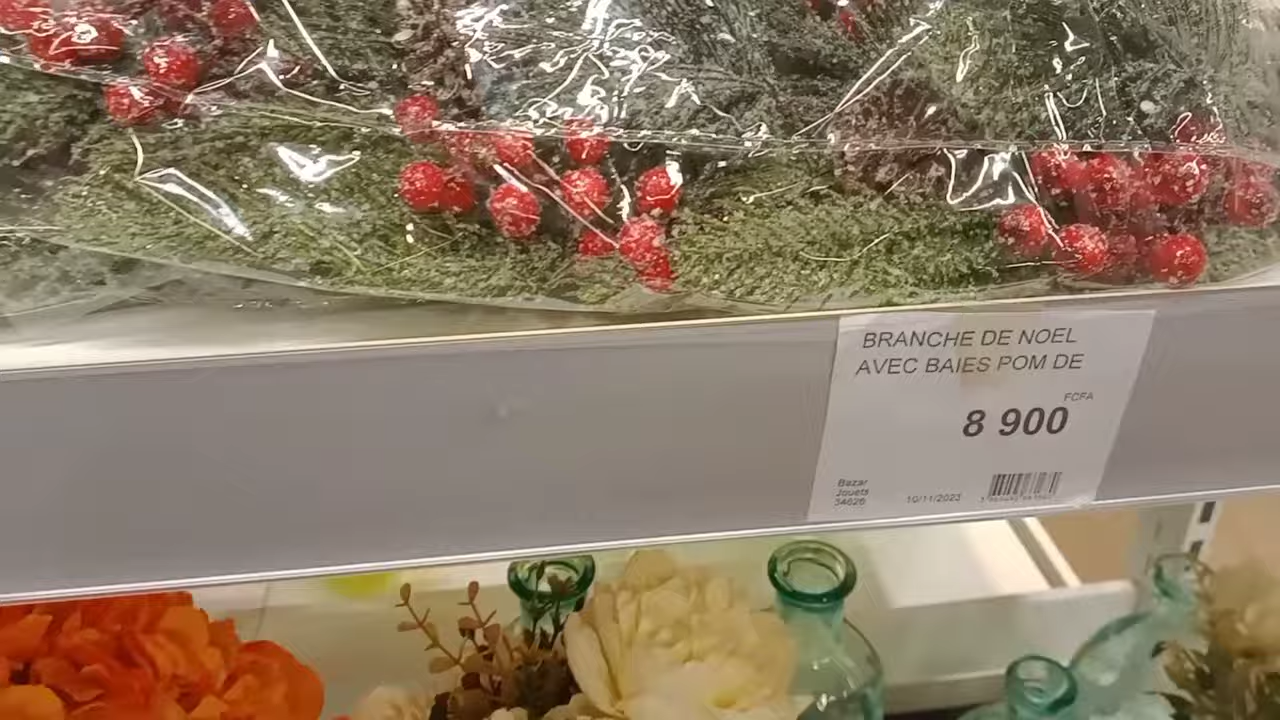 BRANCHE DE NOEL
AVEC BAIES POM DE
FCFA
8 900
Bazar
Jouets
34626
10/11/2023